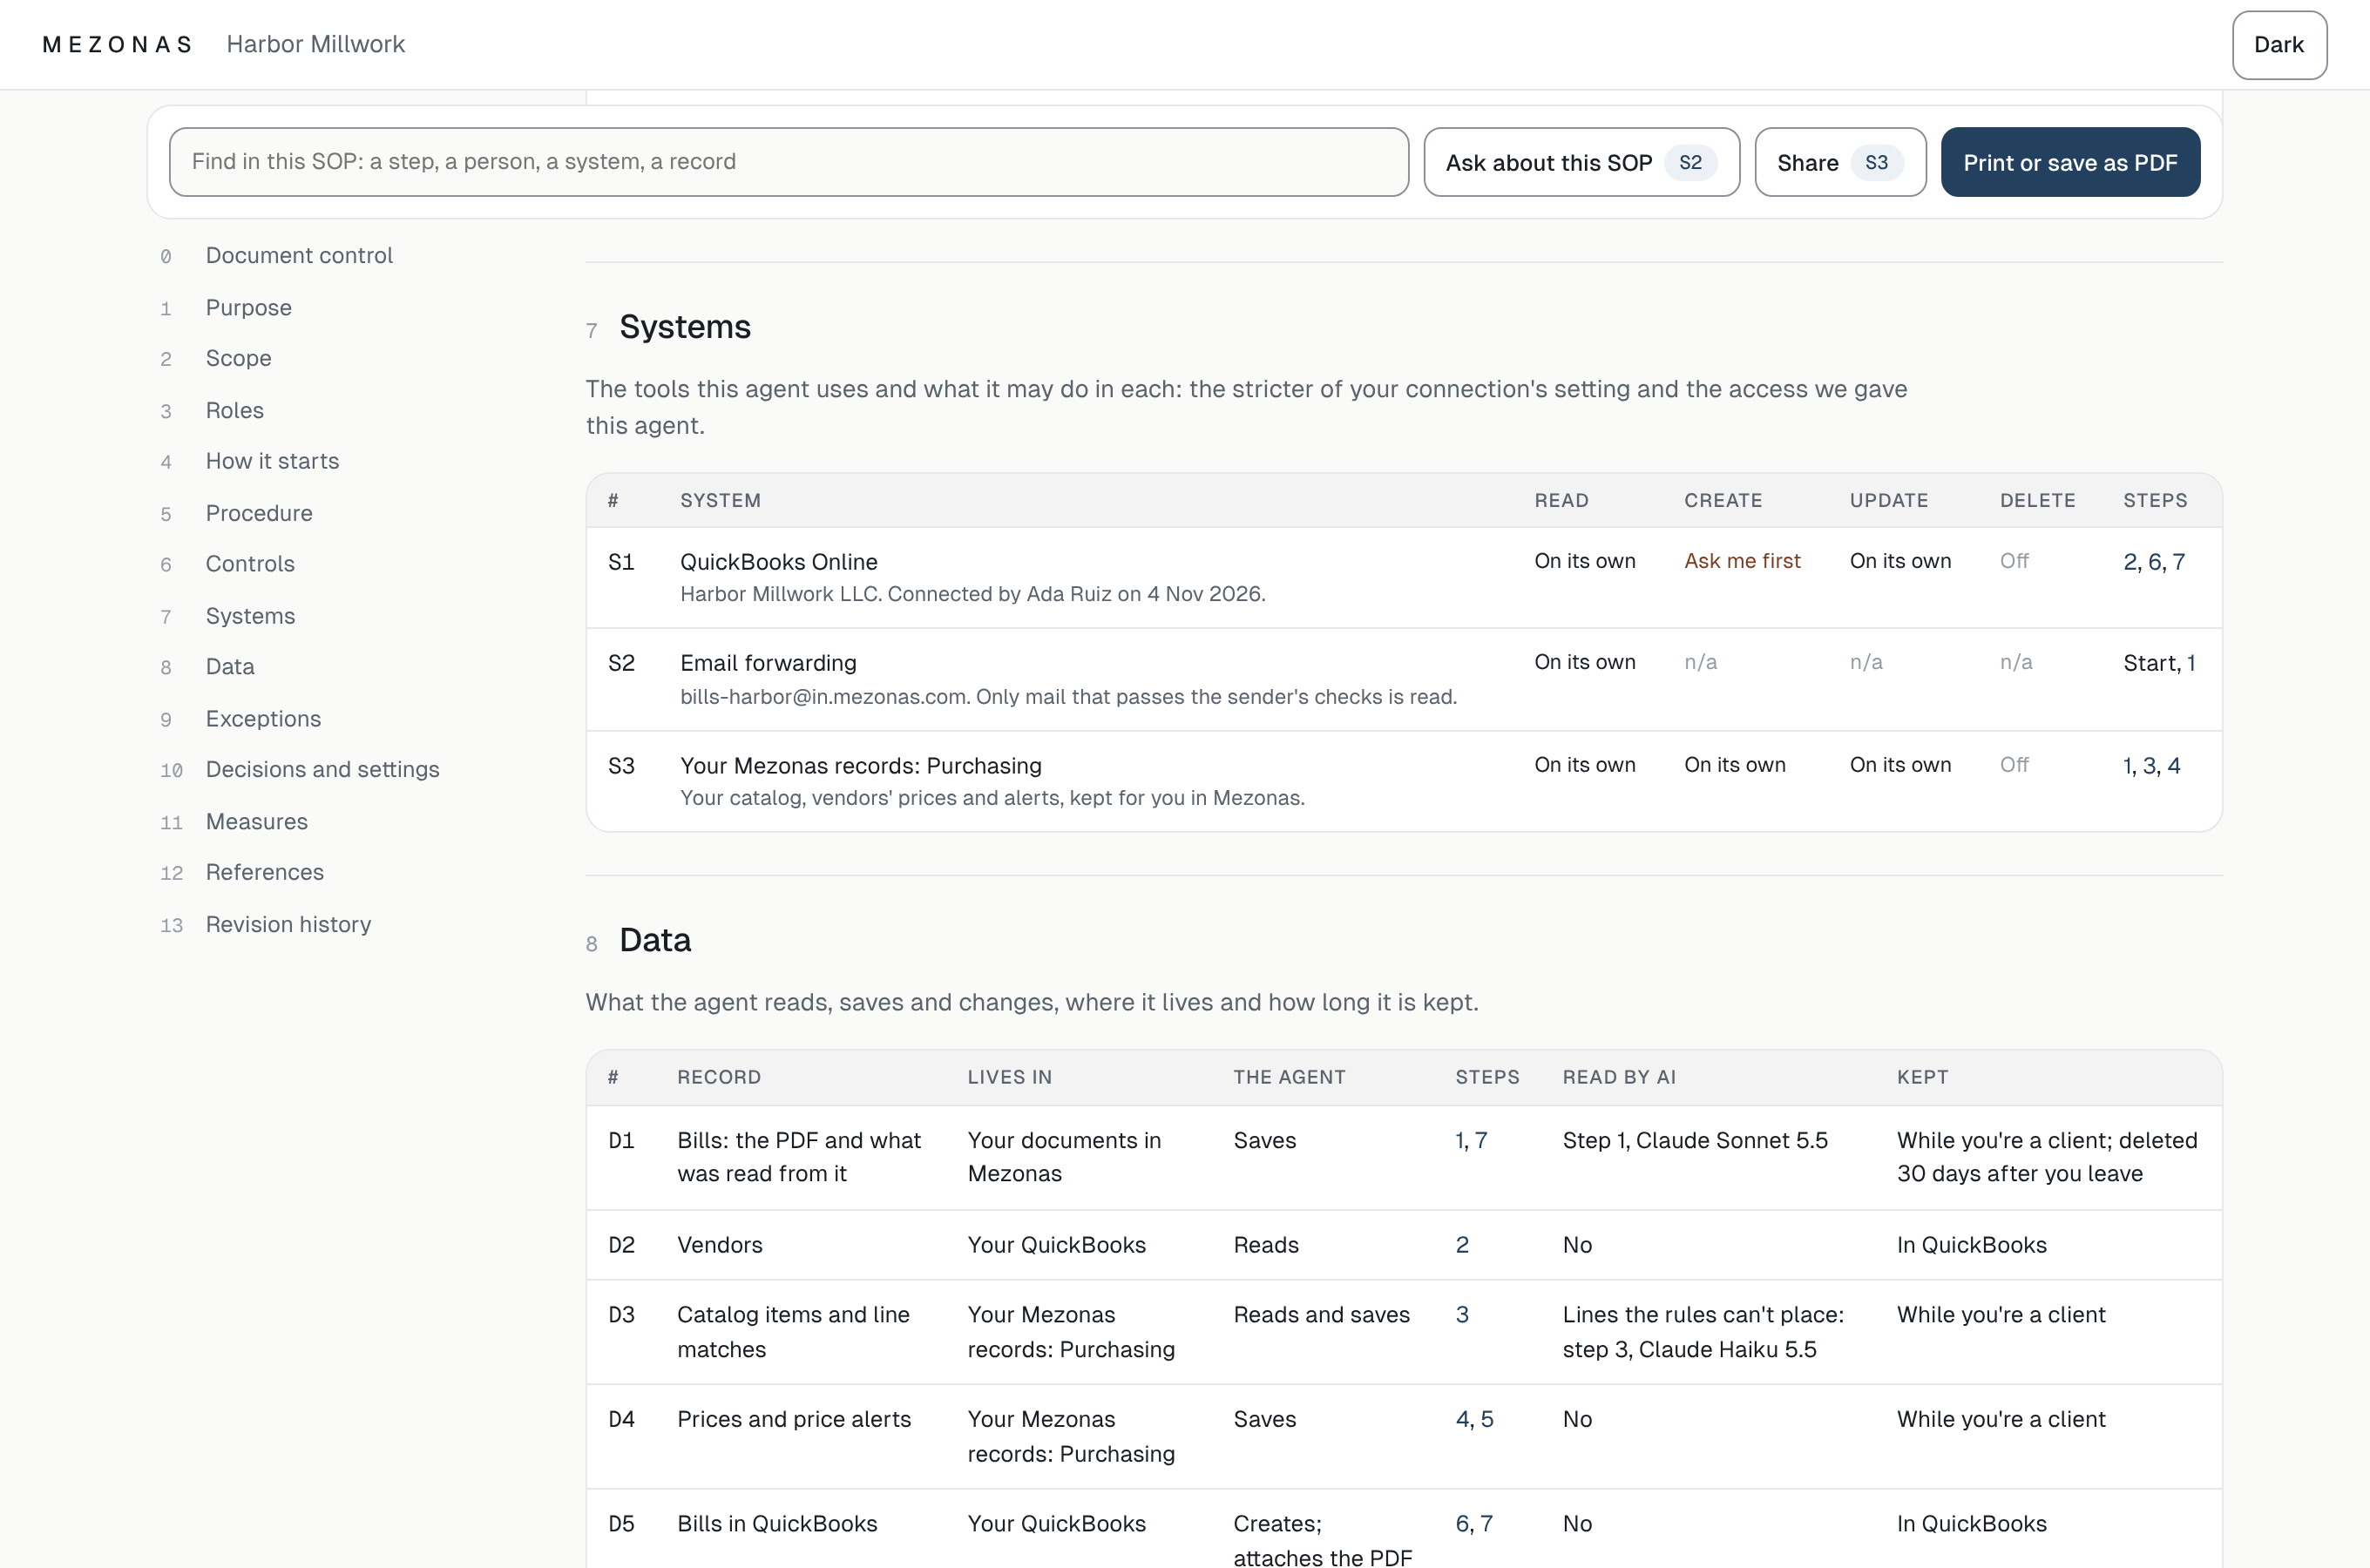 MEZONAS Harbor Millwork Dark
Find in this SOP: a step, a person, a system, a record
Ask about this SOP S2
Share S3
Print or save as PDF
0 Document control
1 Purpose
2 Scope
3 Roles
4 How it starts
5 Procedure
6 Controls
7 Systems
8 Data
9 Exceptions
10 Decisions and settings
11 Measures
12 References
13 Revision history
7 Systems
The tools this agent uses and what it may do in each: the stricter of your connection's setting and the access we gave
this agent.
# SYSTEM READ CREATE UPDATE DELETE STEPS
S1 QuickBooks Online On its own Ask me first On its own Off 2, 6, 7
Harbor Millwork LLC. Connected by Ada Ruiz on 4 Nov 2026.
S2 Email forwarding On its own n/a n/a n/a Start, 1
bills-harbor@in.mezonas.com. Only mail that passes the sender's checks is read.
S3 Your Mezonas records: Purchasing On its own On its own On its own Off 1, 3, 4
Your catalog, vendors' prices and alerts, kept for you in Mezonas.
8 Data
What the agent reads, saves and changes, where it lives and how long it is kept.
# RECORD LIVES IN THE AGENT STEPS READ BY AI KEPT
D1 Bills: the PDF and what Your documents in Saves 1, 7 Step 1, Claude Sonnet 5.5 While you're a client; deleted
was read from it Mezonas 30 days after you leave
D2 Vendors Your QuickBooks Reads 2 No In QuickBooks
D3 Catalog items and line Your Mezonas Reads and saves 3 Lines the rules can't place: While you're a client
matches records: Purchasing step 3, Claude Haiku 5.5
D4 Prices and price alerts Your Mezonas Saves 4, 5 No While you're a client
records: Purchasing
D5 Bills in QuickBooks Your QuickBooks Creates; 6, 7 No In QuickBooks
attaches the PDF